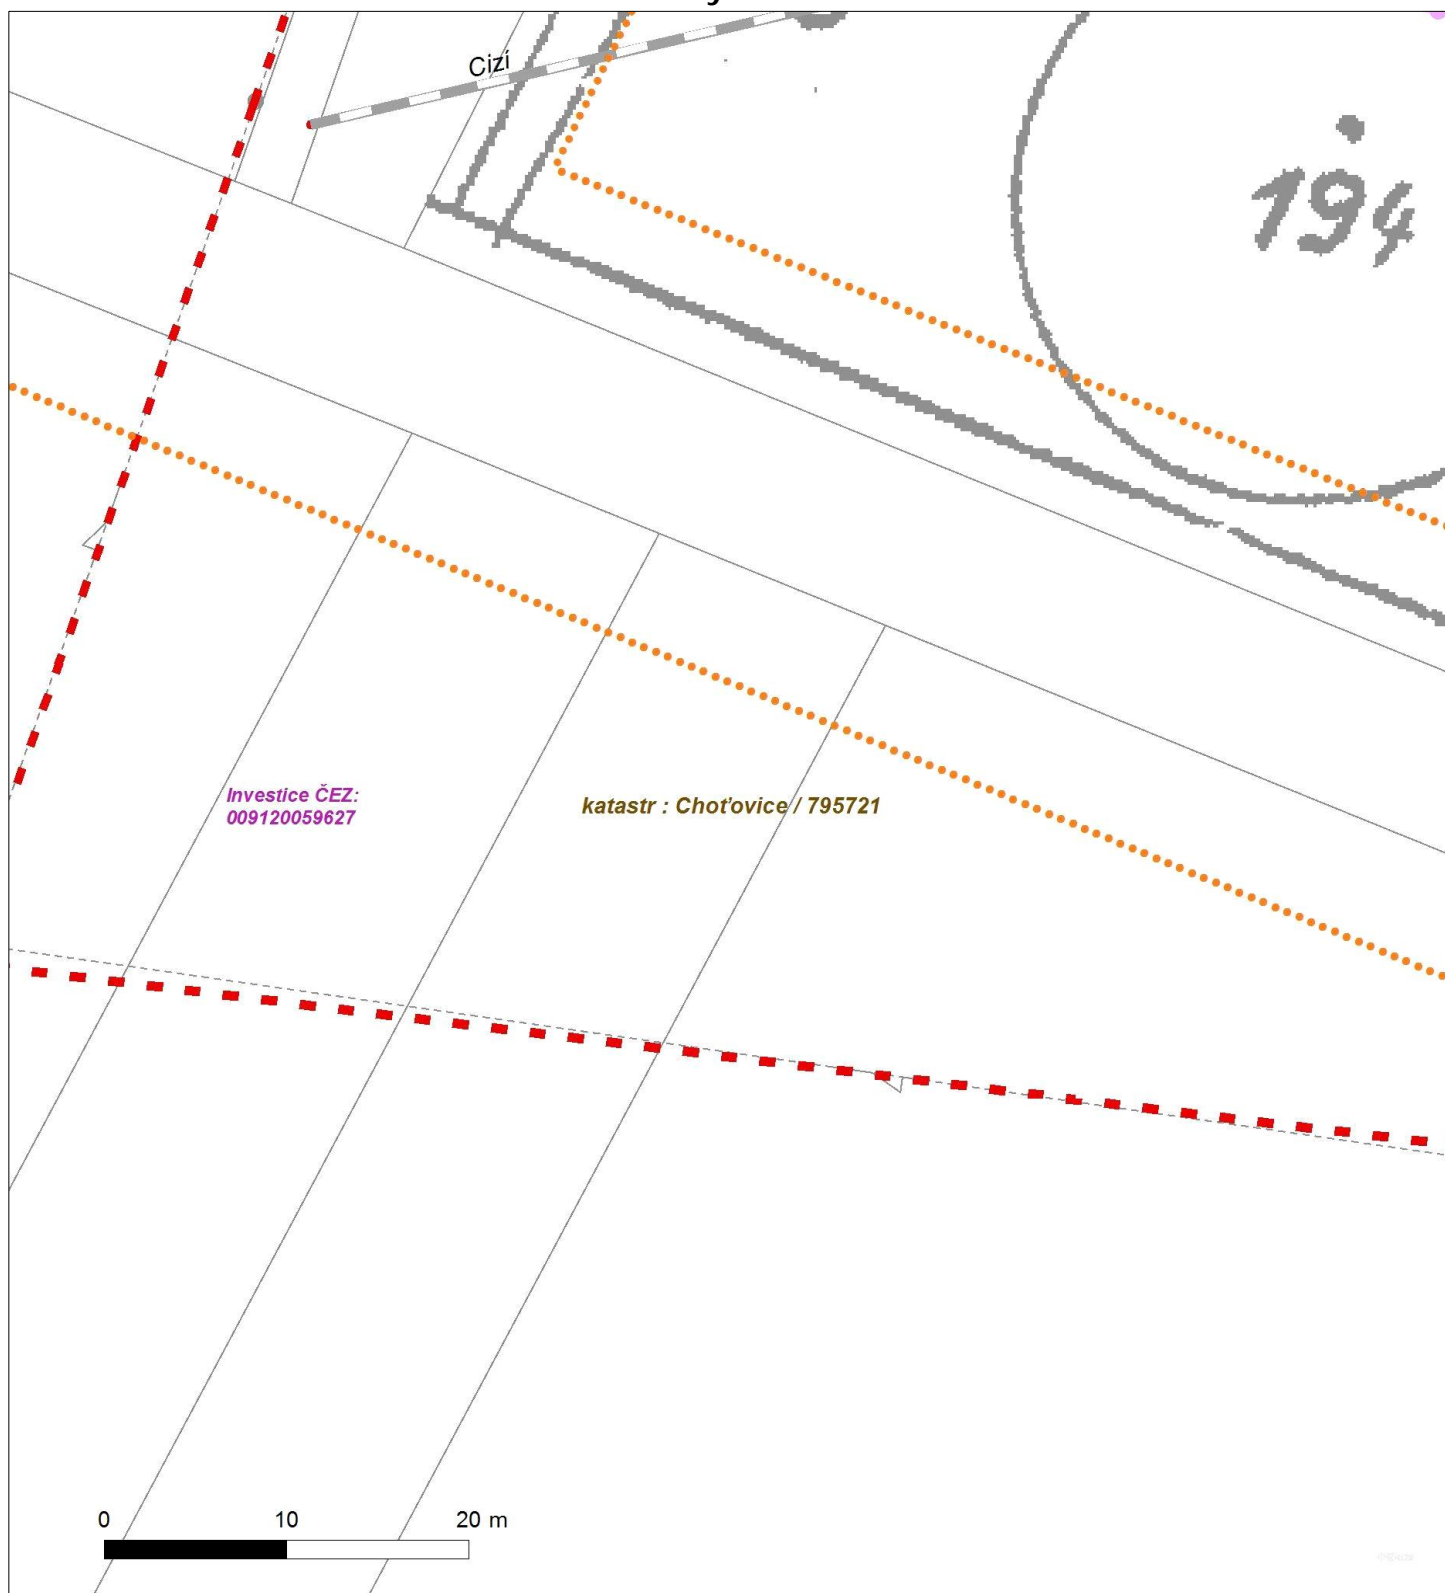 Cizí
194
Investice ČEZ:
009120059627
katastr : Choťovice / 795721
0 10 20 m